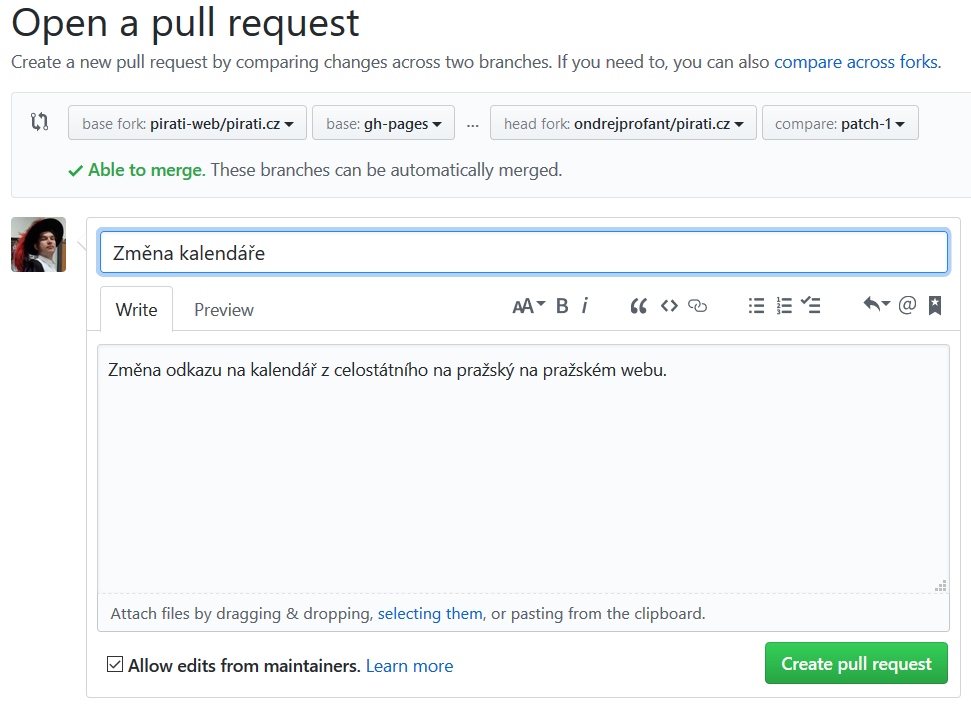 Open a pull request
Create a new pull request by comparing changes across two branches. If you need to, you can also compare across forks.
base fork: pirati-web/pirati.cz base: gh-pages ... head fork: ondrejprofant/pirati.cz compare: patch-1
Able to merge. These branches can be automatically merged.
Změna kalendáře
Write Preview AA B i “ <> @
Změna odkazu na kalendář z celostátního na pražský na pražském webu.
Attach files by dragging & dropping, selecting them, or pasting from the clipboard.
Allow edits from maintainers. Learn more Create pull request